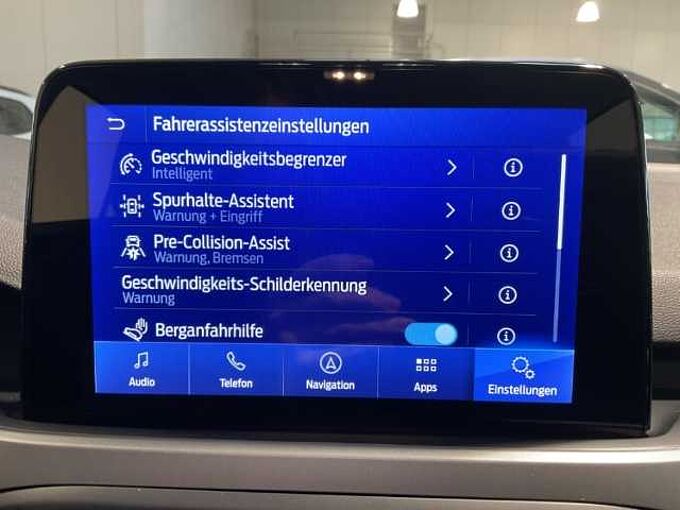 Fahrerassistenzeinstellungen
Geschwindigkeitsbegrenzer
Intelligent
Spurhalte-Assistent
Warnung + Eingriff
Pre-Collision-Assist
Warnung, Bremsen
Geschwindigkeits-Schilderkennung
Warnung
Berganfahrhilfe
Audio
Telefon
Navigation
Apps
Einstellungen